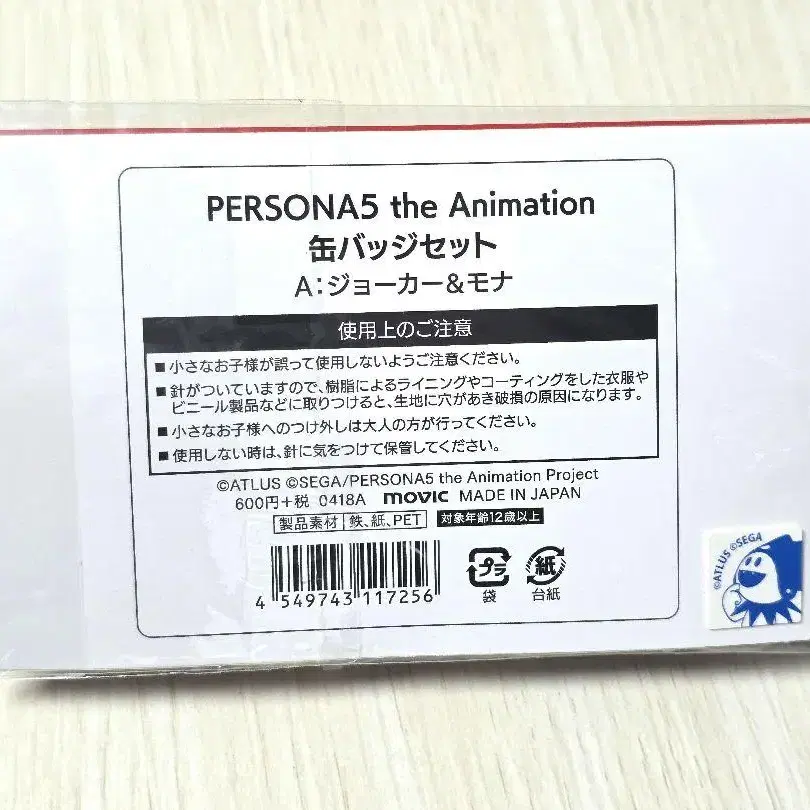 PERSONA5 the Animation
缶バッジセット
A:ジョーカー&モナ
使用上のご注意
■小さなお子様が誤って使用しないようご注意ください。
■針がついていますので、樹脂によるライニングやコーティングをした衣服や
ビニール製品などに取りつけると、生地に穴があき破損の原因になります。
■小さなお子様へのつけ外しは大人の方が行ってください。
■使用しない時は、針に気をつけて保管してください。
©ATLUS ©SEGA/PERSONA5 the Animation Project
600円+税 0418A movic MADE IN JAPAN
製品素材 鉄、紙、PET 対象年齢12歳以上
プラ 紙
袋 台紙
4 549743 117256
©ATLUS ©SEGA